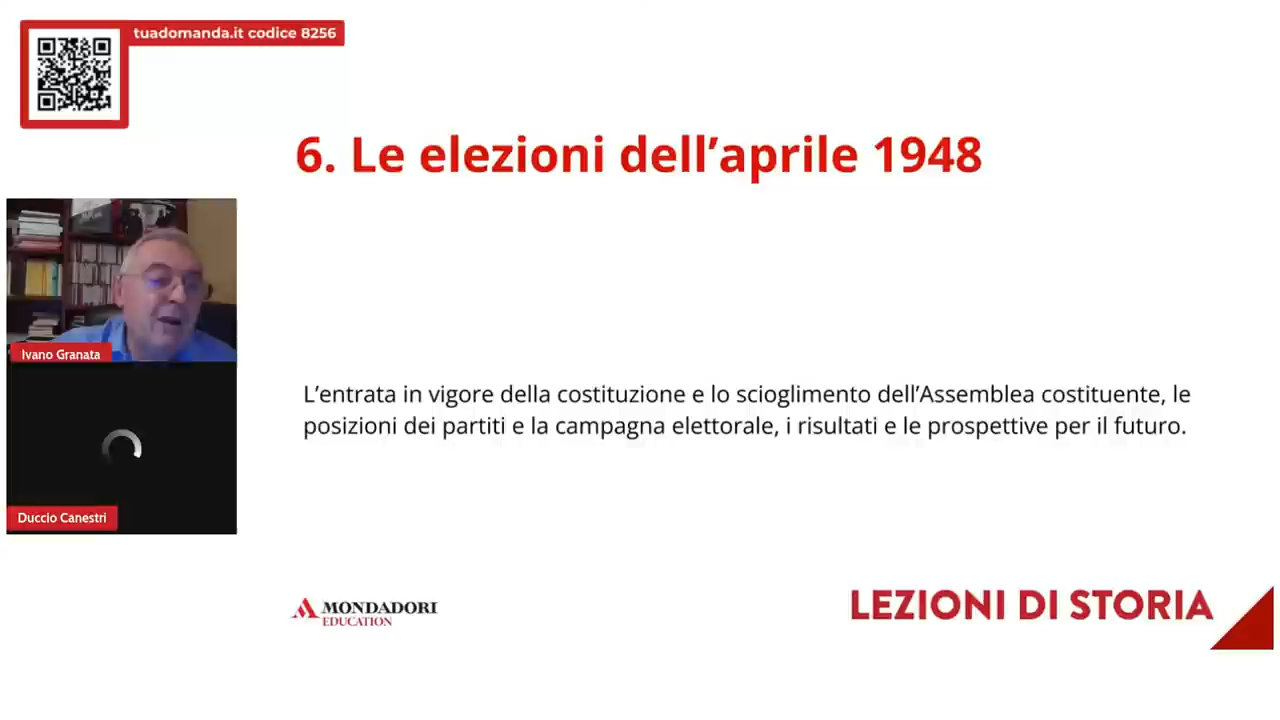 tuadomanda.it codice 8256
6. Le elezioni dell’aprile 1948
Ivano Granata
L’entrata in vigore della costituzione e lo scioglimento dell’Assemblea costituente, le
posizioni dei partiti e la campagna elettorale, i risultati e le prospettive per il futuro.
Duccio Canestri
MONDADORI
EDUCATION
LEZIONI DI STORIA